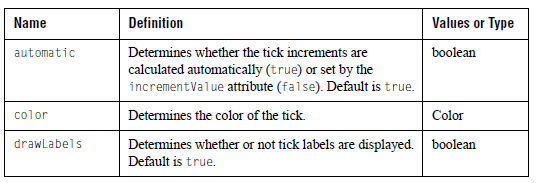 Name Definition Values or Type
automatic Determines whether the tick increments are boolean
calculated automatically (true) or set by the
incrementValue attribute (false). Default is true.
color Determines the color of the tick. Color
drawLabels Determines whether or not tick labels are displayed. boolean
Default is true.